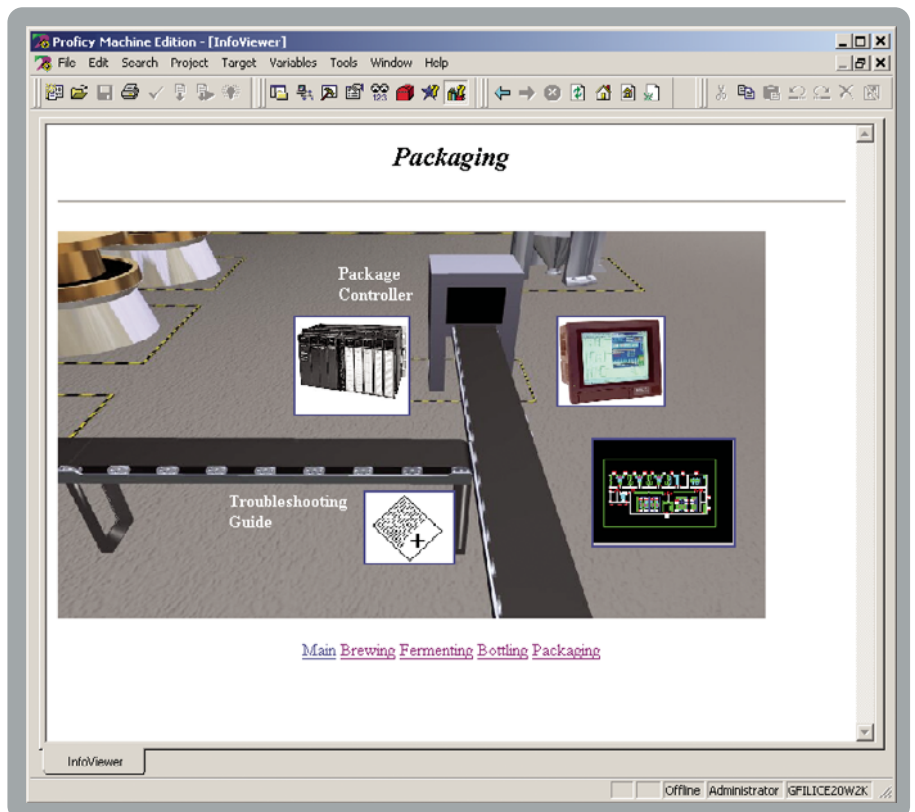 Proficy Machine Edition - [InfoViewer]
File Edit Search Project Target Variables Tools Window Help
Packaging
Package
Controller
Troubleshooting
Guide
Main Brewing Fermenting Bottling Packaging
InfoViewer
Offline Administrator GFILICE20W2K